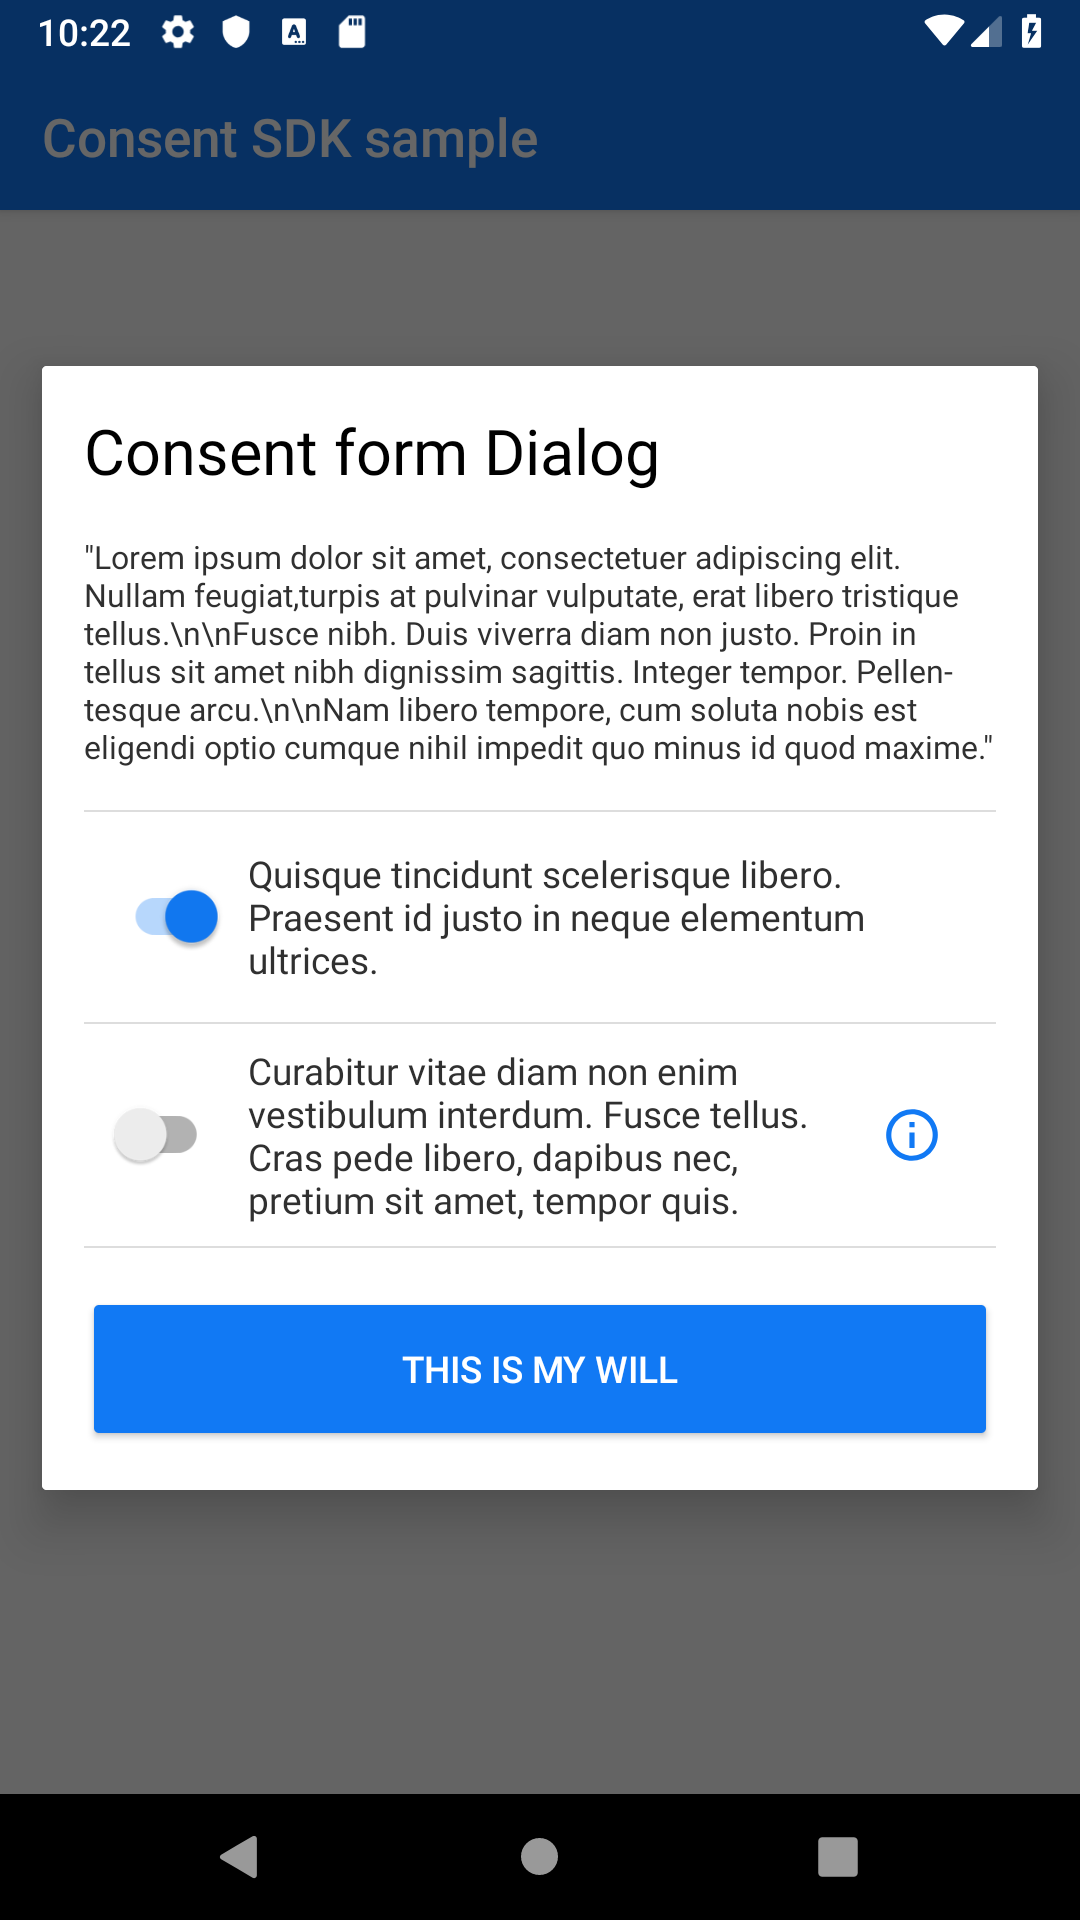 10:22
Consent SDK sample
Consent form Dialog
"Lorem ipsum dolor sit amet, consectetuer adipiscing elit.
Nullam feugiat,turpis at pulvinar vulputate, erat libero tristique
tellus.\n\nFusce nibh. Duis viverra diam non justo. Proin in
tellus sit amet nibh dignissim sagittis. Integer tempor. Pellen-
tesque arcu.\n\nNam libero tempore, cum soluta nobis est
eligendi optio cumque nihil impedit quo minus id quod maxime."
Quisque tincidunt scelerisque libero.
Praesent id justo in neque elementum
ultrices.
Curabitur vitae diam non enim
vestibulum interdum. Fusce tellus.
Cras pede libero, dapibus nec,
pretium sit amet, tempor quis.
THIS IS MY WILL